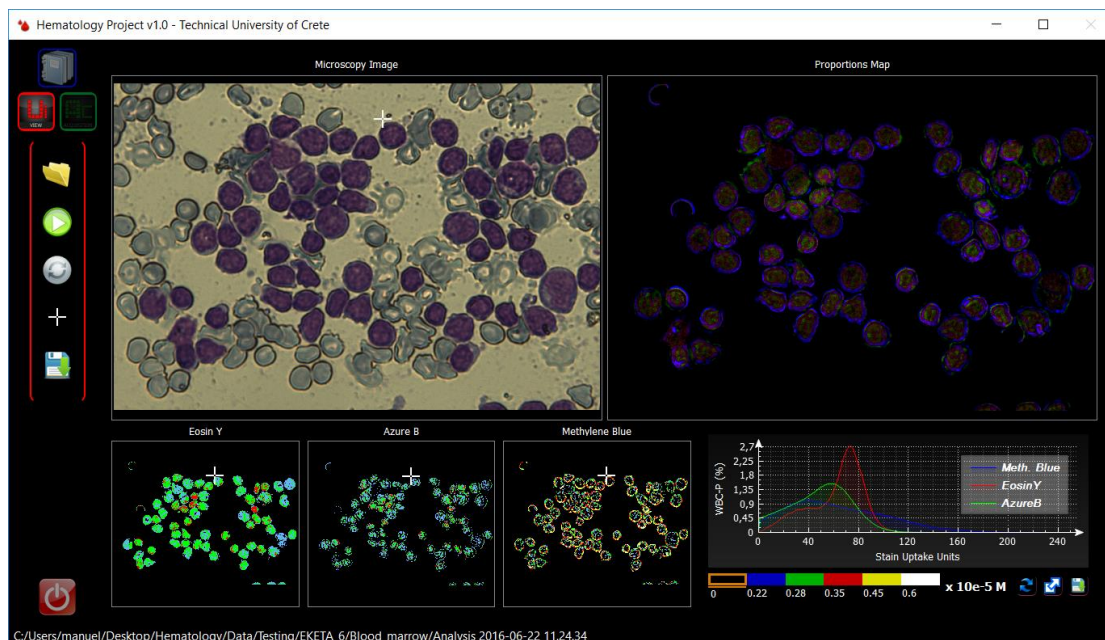 Hematology Project v1.0 - Technical University of Crete
Microscopy Image
Proportions Map
VIEW
Eosin Y
Azure B
Methylene Blue
2,7
2,25
1,8
1,35
0,9
0,45
0
WBC-P (%)
Meth. Blue
EosinY
AzureB
0 40 80 120 160 200 240
Stain Uptake Units
0 0.22 0.28 0.35 0.45 0.6 x 10e-5 M
C:/Users/manuel/Desktop/Hematology/Data/Testing/EKETA_6/Blood_marrow/Analysis 2016-06-22 11.24.34